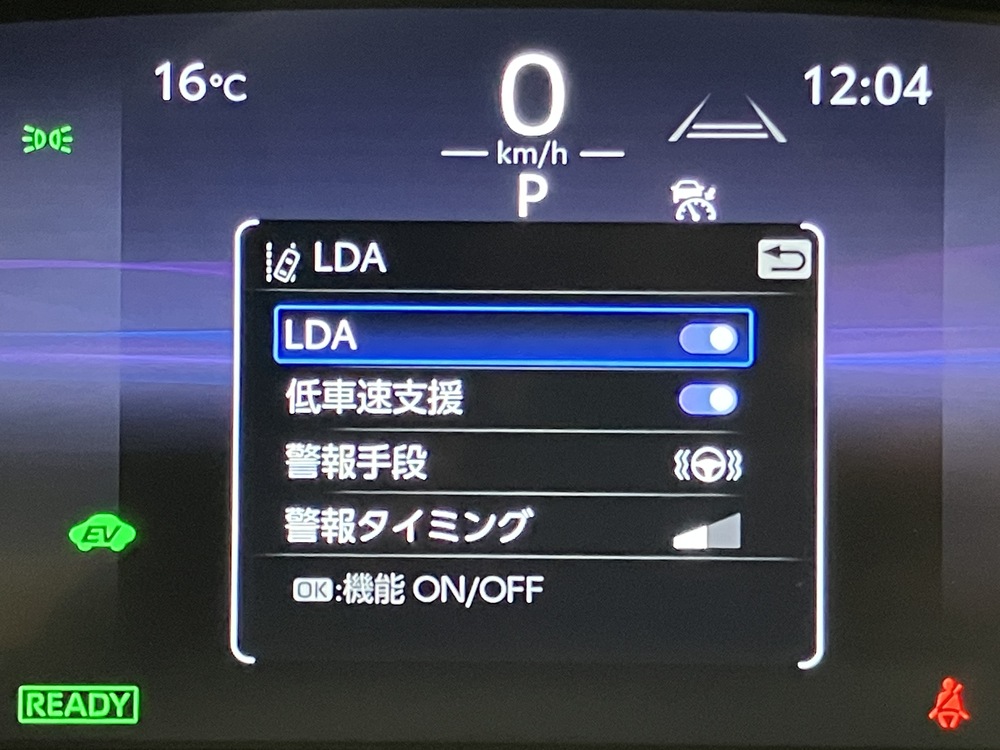 16℃
0
12:04
km/h
P
LDA
LDA
低車速支援
警報手段
警報タイミング
OK:機能 ON/OFF
EV
READY